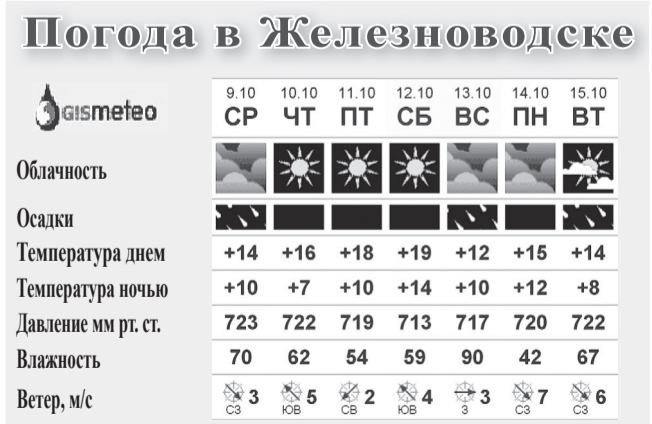 Погода в Железноводске
GISmeteo
9.10 10.10 11.10 12.10 13.10 14.10 15.10
СР ЧТ ПТ СБ ВС ПН ВТ
Облачность
Осадки
Температура днем +14 +16 +18 +19 +12 +15 +14
Температура ночью +10 +7 +10 +14 +10 +12 +8
Давление мм рт. ст. 723 722 719 713 717 720 722
Влажность 70 62 54 59 90 42 67
Ветер, м/с 3 5 2 4 3 7 6
СЗ ЮВ СВ ЮВ З СЗ СЗ